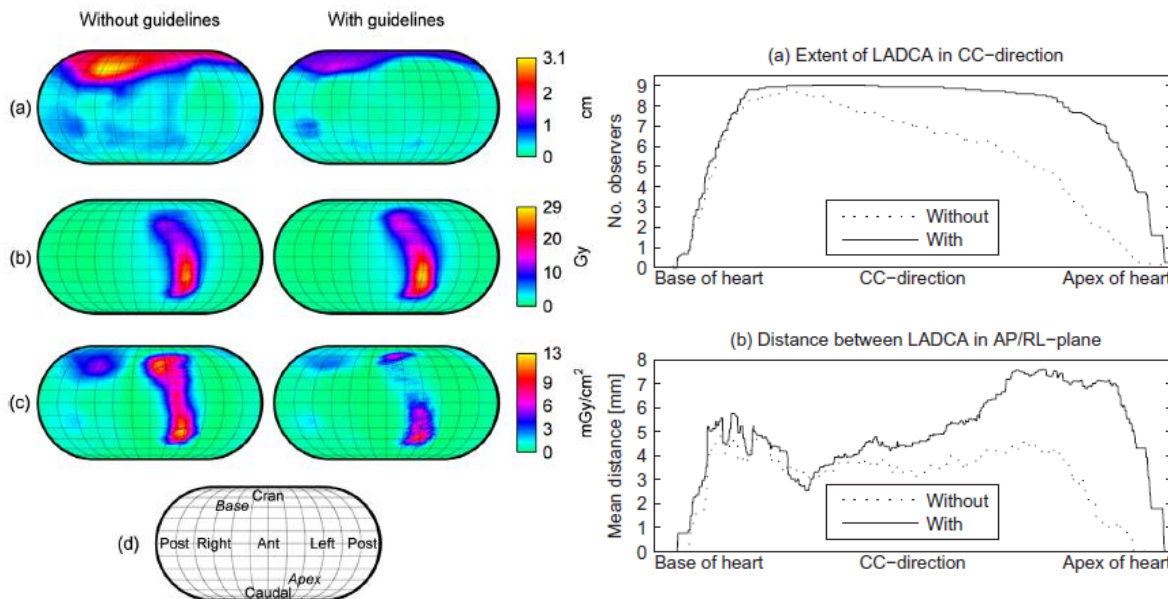 Without guidelines
With guidelines
(a)
3.1
2
1
0
cm
(b)
29
20
10
0
Gy
(c)
13
9
6
3
0
mGy/cm²
(d)
Cran
Base
Post Right Ant Left Post
Apex
Caudal
(a) Extent of LADCA in CC-direction
9
8
7
6
5
4
3
2
1
0
No. observers
Without
With
Base of heart CC-direction Apex of heart
(b) Distance between LADCA in AP/RL-plane
8
7
6
5
4
3
2
1
0
Mean distance [mm]
Without
With
Base of heart CC-direction Apex of heart